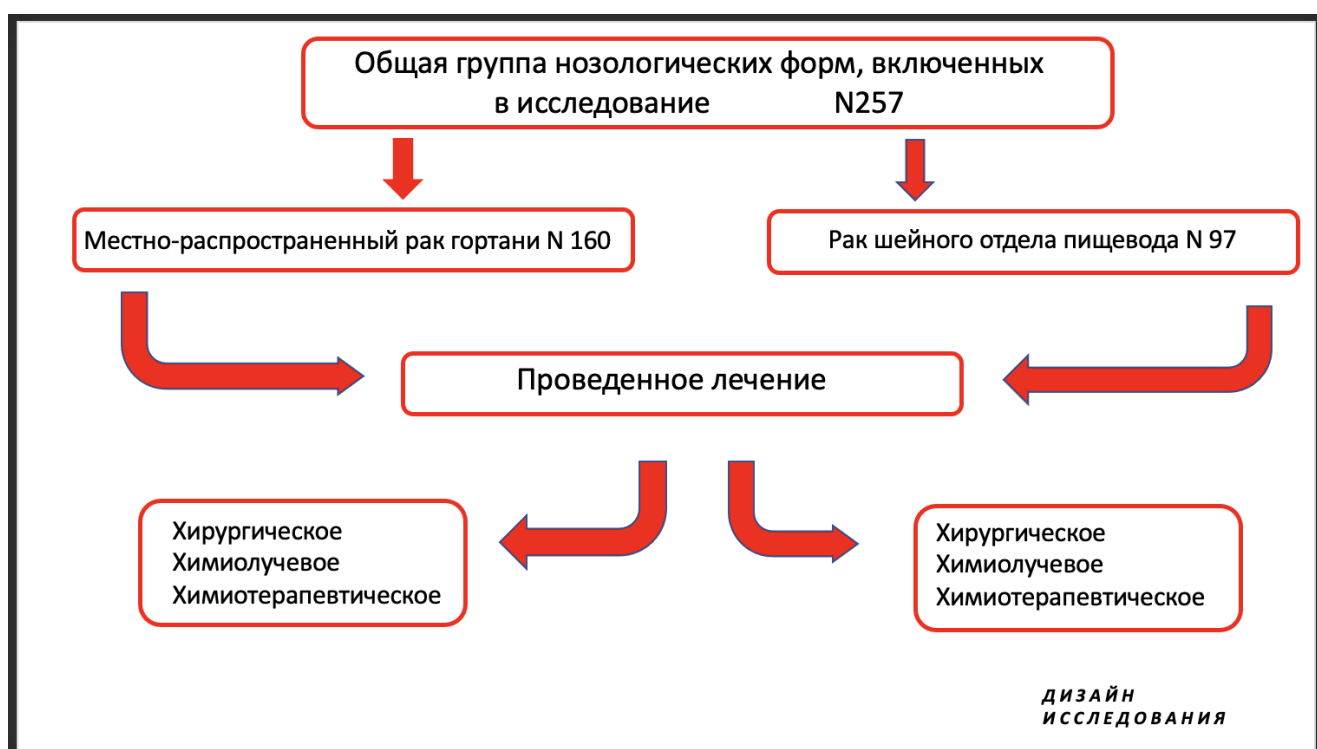 Общая группа нозологических форм, включенных
в исследование N257
Местно-распространенный рак гортани N 160
Рак шейного отдела пищевода N 97
Проведенное лечение
Хирургическое
Химиолучевое
Химиотерапевтическое
Хирургическое
Химиолучевое
Химиотерапевтическое
ДИЗАЙН
ИССЛЕДОВАНИЯ